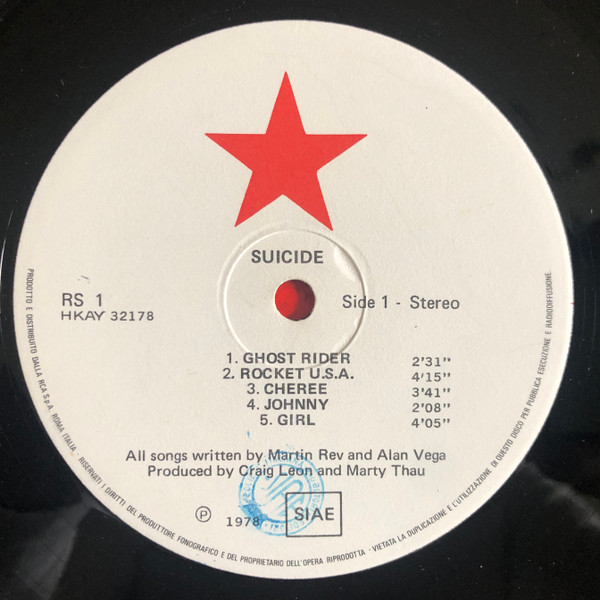 SUICIDE
RS 1
HKAY 32178
Side 1 - Stereo
1. GHOST RIDER 2'31"
2. ROCKET U.S.A. 4'15"
3. CHEREE 3'41"
4. JOHNNY 2'08"
5. GIRL 4'05"
All songs written by Martin Rev and Alan Vega
Produced by Craig Leon and Marty Thau
Ⓟ 1978 SIAE
PRODOTTO E DISTRIBUITO DALLA RCA S.p.A. ROMA ITALIA - RISERVATI I DIRITTI DEL PRODUTTORE FONOGRAFICO E DEL PROPRIETARIO DELL'OPERA RIPRODOTTA - VIETATA LA DUPLICAZIONE E L'UTILIZZAZIONE DI QUESTO DISCO PER PUBBLICA ESECUZIONE E RADIODIFFUSIONE